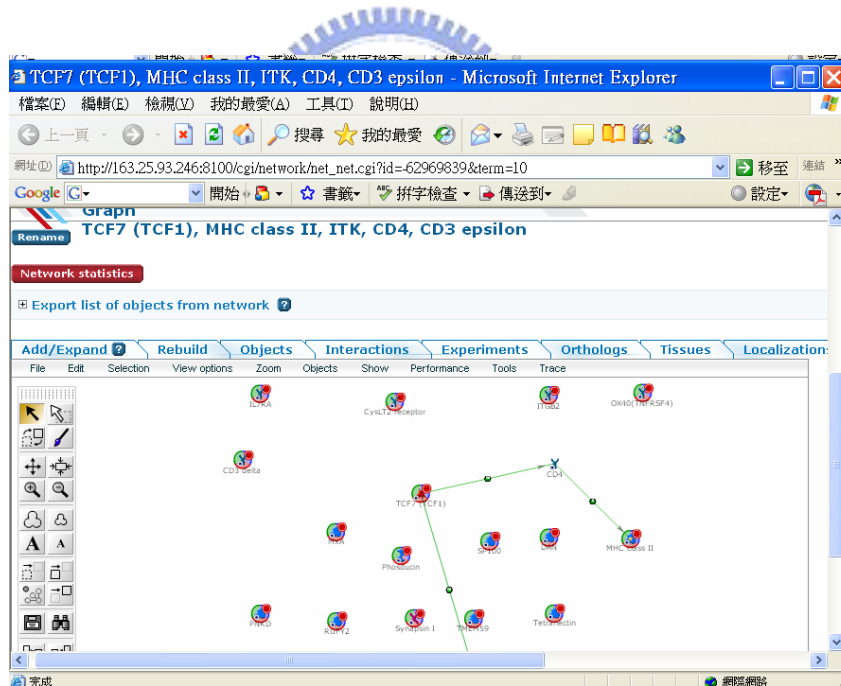 TCF7 (TCF1), MHC class II, ITK, CD4, CD3 epsilon - Microsoft Internet Explorer
檔案(F) 編輯(E) 檢視(V) 我的最愛(A) 工具(T) 說明(H)
上一頁 搜尋 我的最愛
網址(D) http://163.25.93.246:8100/cgi/network/net_net.cgi?id=-62969839&term=10 移至 連結 »
Google G 開始 書籤 ABC 拼字檢查 傳送到 設定
Graph
Rename TCF7 (TCF1), MHC class II, ITK, CD4, CD3 epsilon
Network statistics
Export list of objects from network ?
Add/Expand ? Rebuild Objects Interactions Experiments Orthologs Tissues Localization
File Edit Selection View options Zoom Objects Show Performance Tools Trace
IL7RA CysLT2 receptor ITGB2 OX40(TNFRSF4)
CD3 delta CD4
TCF7 (TCF1)
A A
Phosducin SP100 DAN MHC class II
PNKD RUFY2 Synapsin I TMEM59 Tetranectin
完成 網際網路